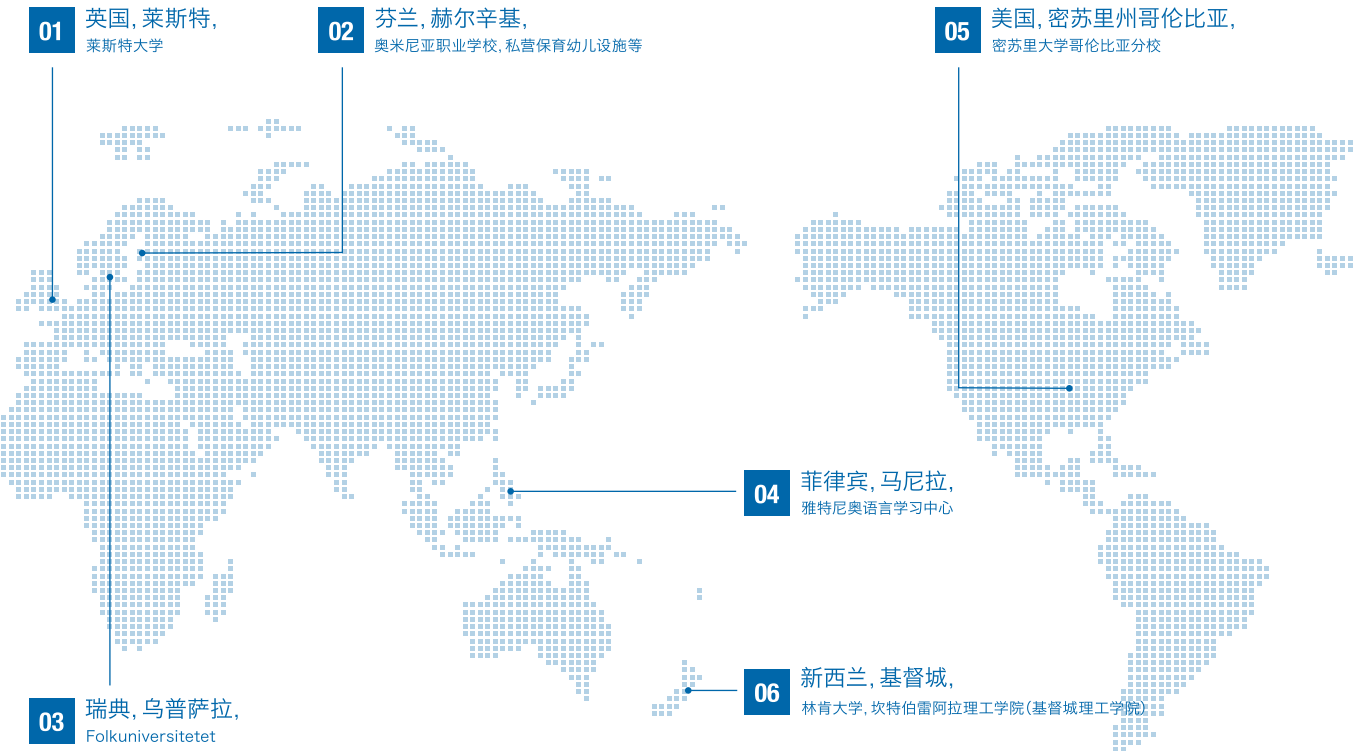 01
英国, 莱斯特,
莱斯特大学
02
芬兰, 赫尔辛基,
奥米尼亚职业学校, 私营保育幼儿设施等
05
美国, 密苏里州哥伦比亚,
密苏里大学哥伦比亚分校
04
菲律宾, 马尼拉,
雅特尼奥语言学习中心
06
新西兰, 基督城,
林肯大学, 坎特伯雷阿拉理工学院(基督城理工学院)
03
瑞典, 乌普萨拉,
Folkuniversitetet